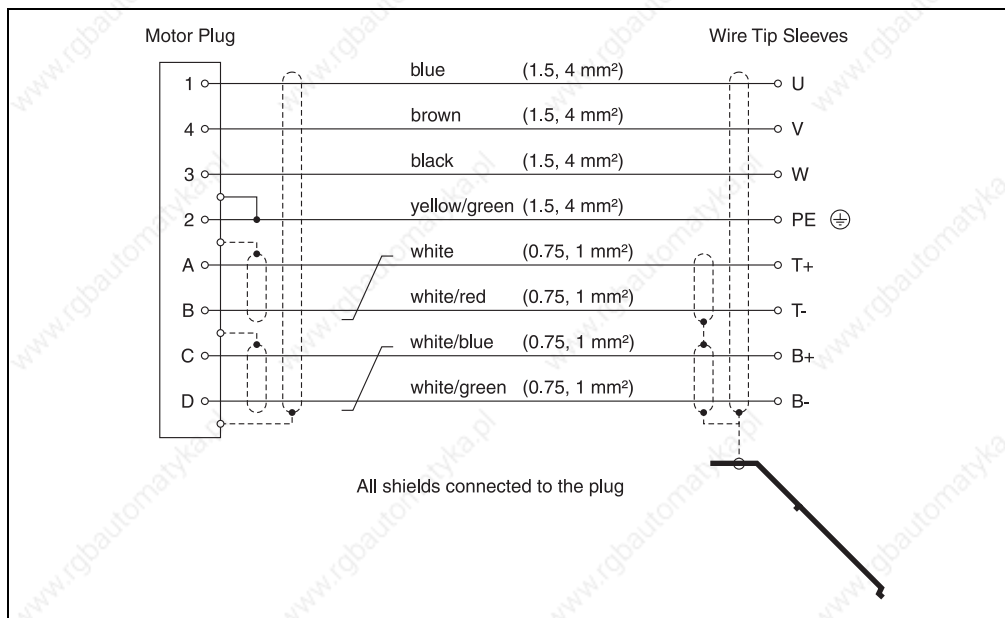 Motor Plug Wire Tip Sleeves
1 blue (1.5, 4 mm²) U
4 brown (1.5, 4 mm²) V
3 black (1.5, 4 mm²) W
2 yellow/green (1.5, 4 mm²) PE
A white (0.75, 1 mm²) T+
B white/red (0.75, 1 mm²) T-
C white/blue (0.75, 1 mm²) B+
D white/green (0.75, 1 mm²) B-
All shields connected to the plug
www.rgbautomatyka.pl